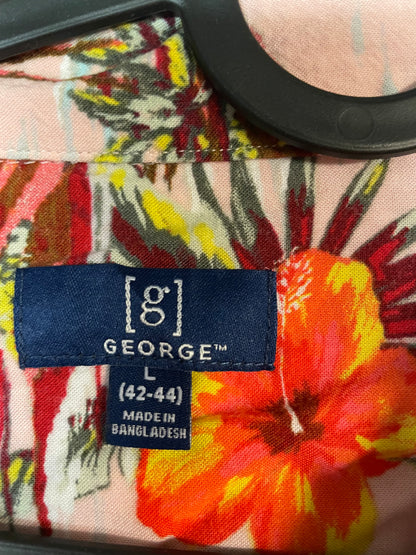 [g]
GEORGE™
L
(42-44)
MADE IN
BANGLADESH